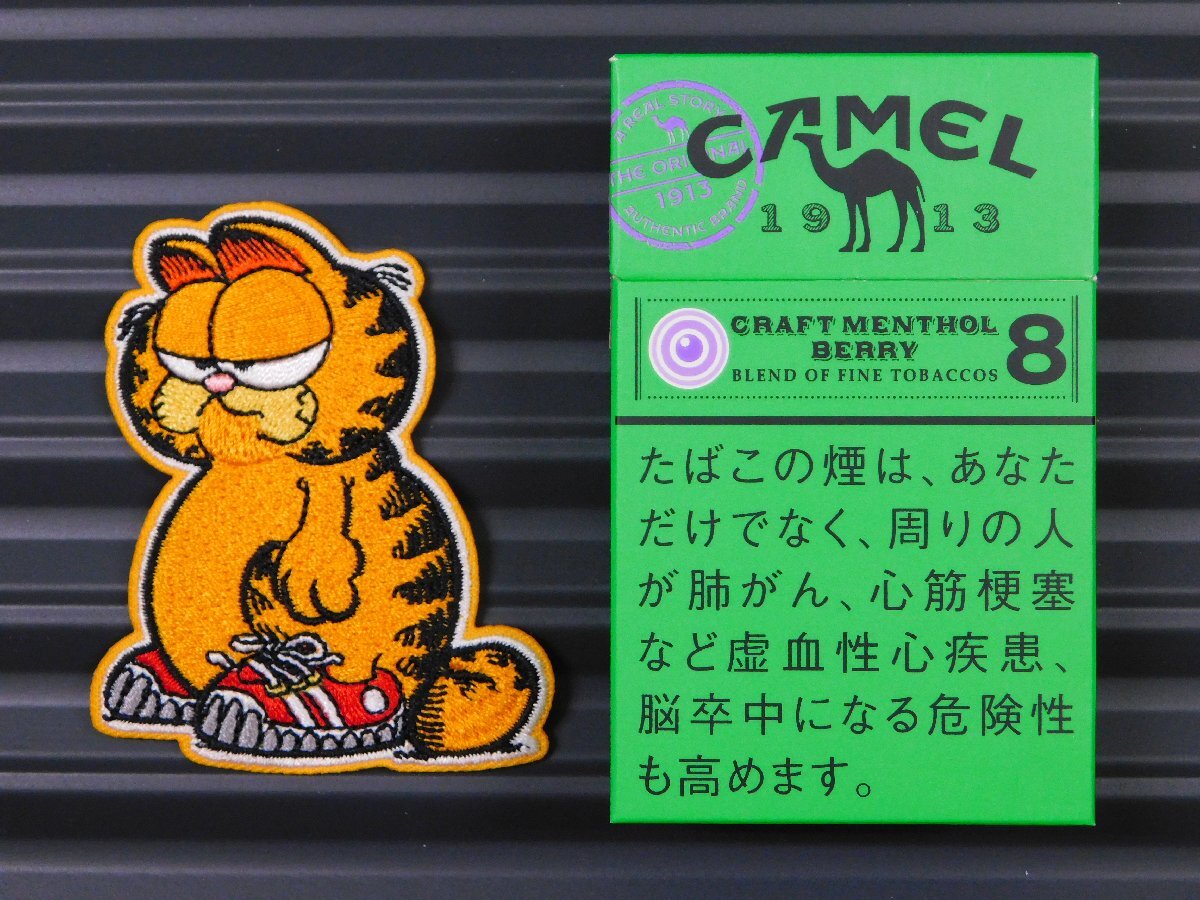 A REAL STORY
THE ORIGINAL
1913
AUTHENTIC BRAND
CAMEL
1913
CRAFT MENTHOL
BERRY
8
BLEND OF FINE TOBACCOS
たばこの煙は、あなた
だけでなく、周りの人
が肺がん、心筋梗塞
など虚血性心疾患、
脳卒中になる危険性
も高めます。